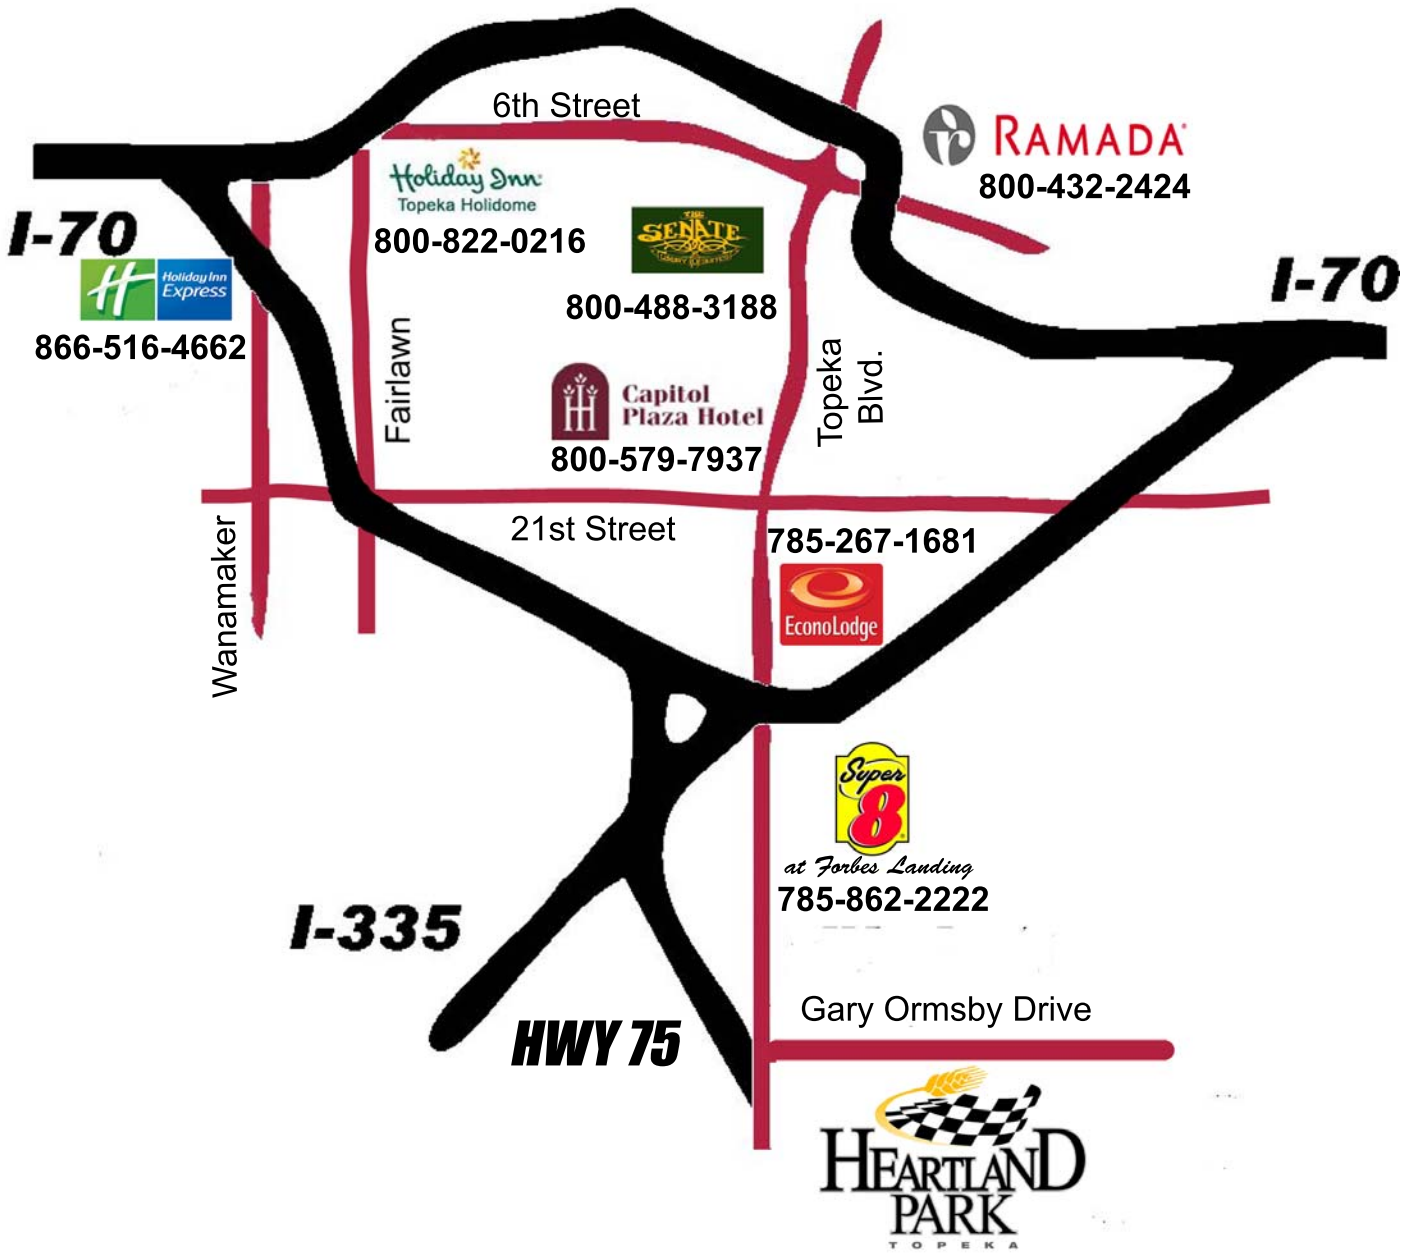 6th Street
RAMADA
800-432-2424
Holiday Inn
Topeka Holidome
800-822-0216
I-70
THE
SENATE
800-488-3188
Holiday Inn
Express
866-516-4662
I-70
Fairlawn
Topeka
Blvd.
Capitol
Plaza Hotel
800-579-7937
21st Street
Wanamaker
785-267-1681
EconoLodge
Super
8
at Forbes Landing
785-862-2222
I-335
HWY 75
Gary Ormsby Drive
HEARTLAND
PARK
TOPEKA